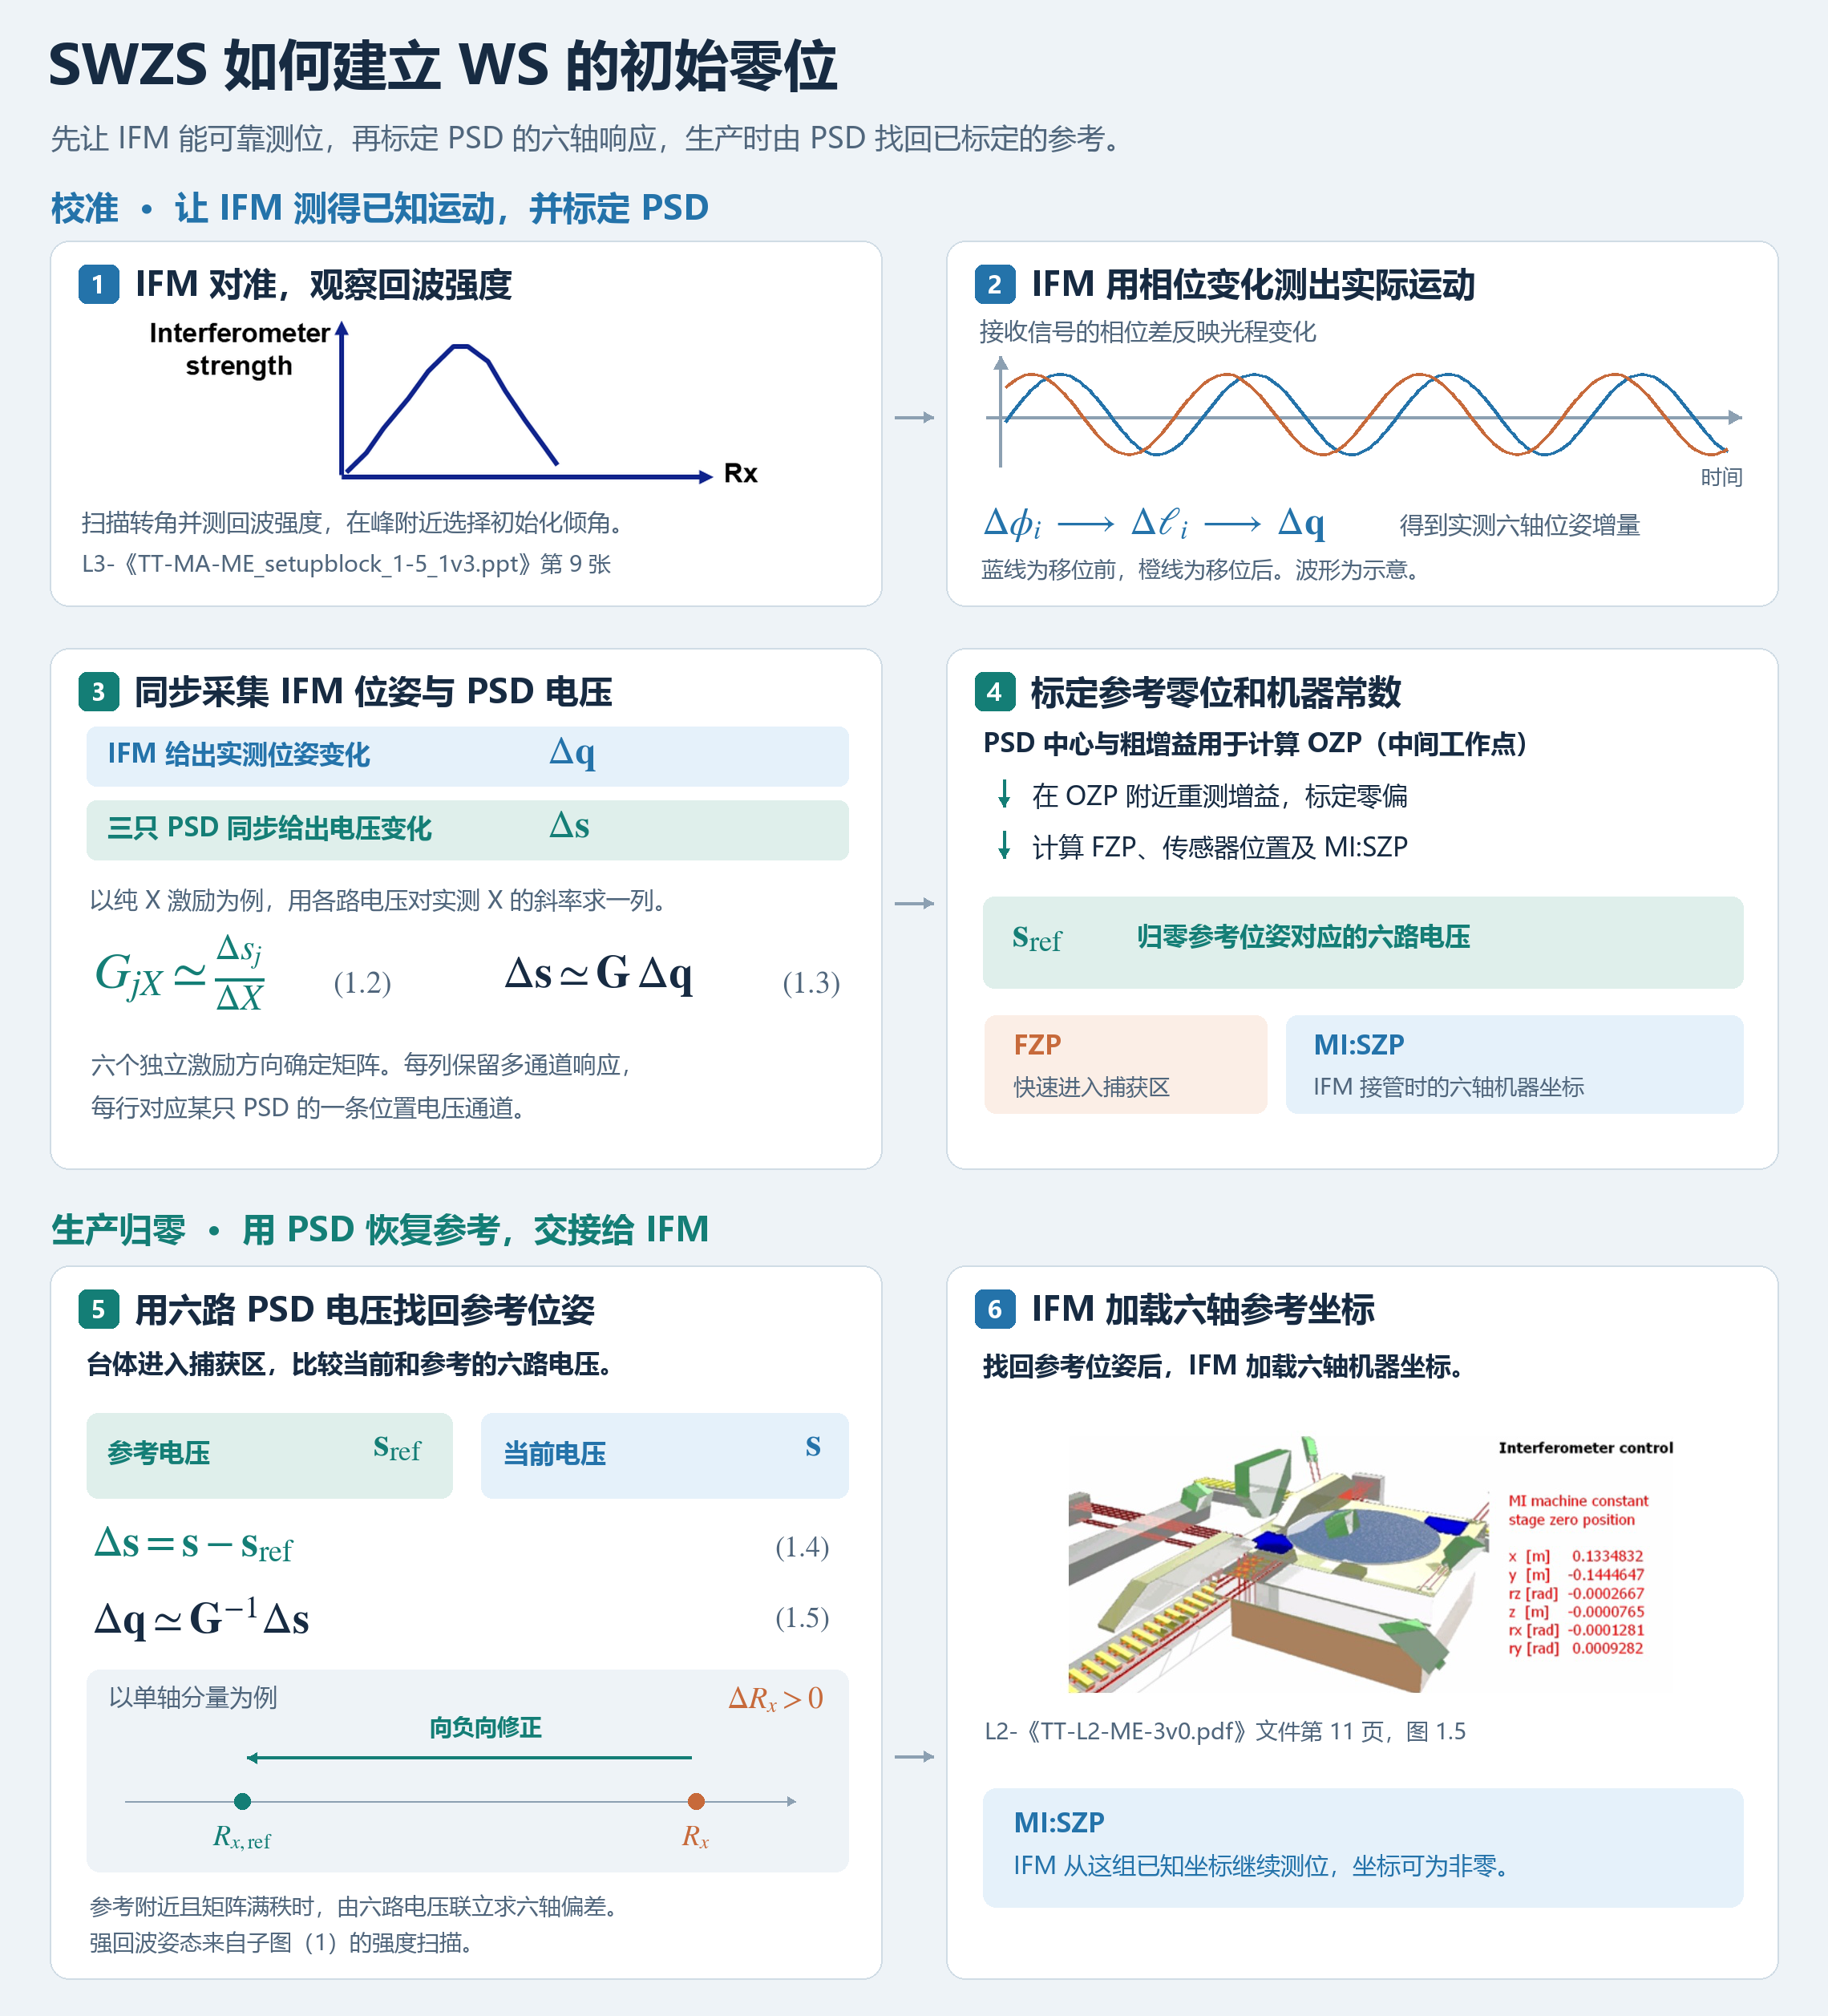 SWZS 如何建立 WS 的初始零位
先让 IFM 能可靠测位，再标定 PSD 的六轴响应，生产时由 PSD 找回已标定的参考。
校准 • 让 IFM 测得已知运动，并标定 PSD
1 IFM 对准，观察回波强度
Interferometer
strength
Rx
扫描转角并测回波强度，在峰附近选择初始化倾角。
L3-《TT-MA-ME_setupblock_1-5_1v3.ppt》第 9 张
2 IFM 用相位变化测出实际运动
接收信号的相位差反映光程变化
时间
Δϕᵢ ⟶ Δℓᵢ ⟶ Δq 得到实测六轴位姿增量
蓝线为移位前，橙线为移位后。波形为示意。
3 同步采集 IFM 位姿与 PSD 电压
IFM 给出实测位姿变化 Δq
三只 PSD 同步给出电压变化 Δs
以纯 X 激励为例，用各路电压对实测 X 的斜率求一列。
G_{jX} ≃ Δs_j / ΔX (1.2) Δs ≃ G Δq (1.3)
六个独立激励方向确定矩阵。每列保留多通道响应，
每行对应某只 PSD 的一条位置电压通道。
4 标定参考零位和机器常数
PSD 中心与粗增益用于计算 OZP（中间工作点）
↓ 在 OZP 附近重测增益，标定零偏
↓ 计算 FZP、传感器位置及 MI:SZP
s_ref 归零参考位姿对应的六路电压
FZP
快速进入捕获区
MI:SZP
IFM 接管时的六轴机器坐标
生产归零 • 用 PSD 恢复参考，交接给 IFM
5 用六路 PSD 电压找回参考位姿
台体进入捕获区，比较当前和参考的六路电压。
参考电压 s_ref
当前电压 s
Δs = s − s_ref (1.4)
Δq ≃ G⁻¹ Δs (1.5)
以单轴分量为例 ΔRₓ > 0
向负向修正
R_{x, ref} Rₓ
参考附近且矩阵满秩时，由六路电压联立求六轴偏差。
强回波姿态来自子图（1）的强度扫描。
6 IFM 加载六轴参考坐标
找回参考位姿后，IFM 加载六轴机器坐标。
Interferometer control
MI machine constant
stage zero position
x [m] 0.1334832
y [m] -0.1444647
rz [rad] -0.0002667
z [m] -0.0000765
rx [rad] -0.0001281
ry [rad] 0.0009282
L2-《TT-L2-ME-3v0.pdf》文件第 11 页，图 1.5
MI:SZP
IFM 从这组已知坐标继续测位，坐标可为非零。